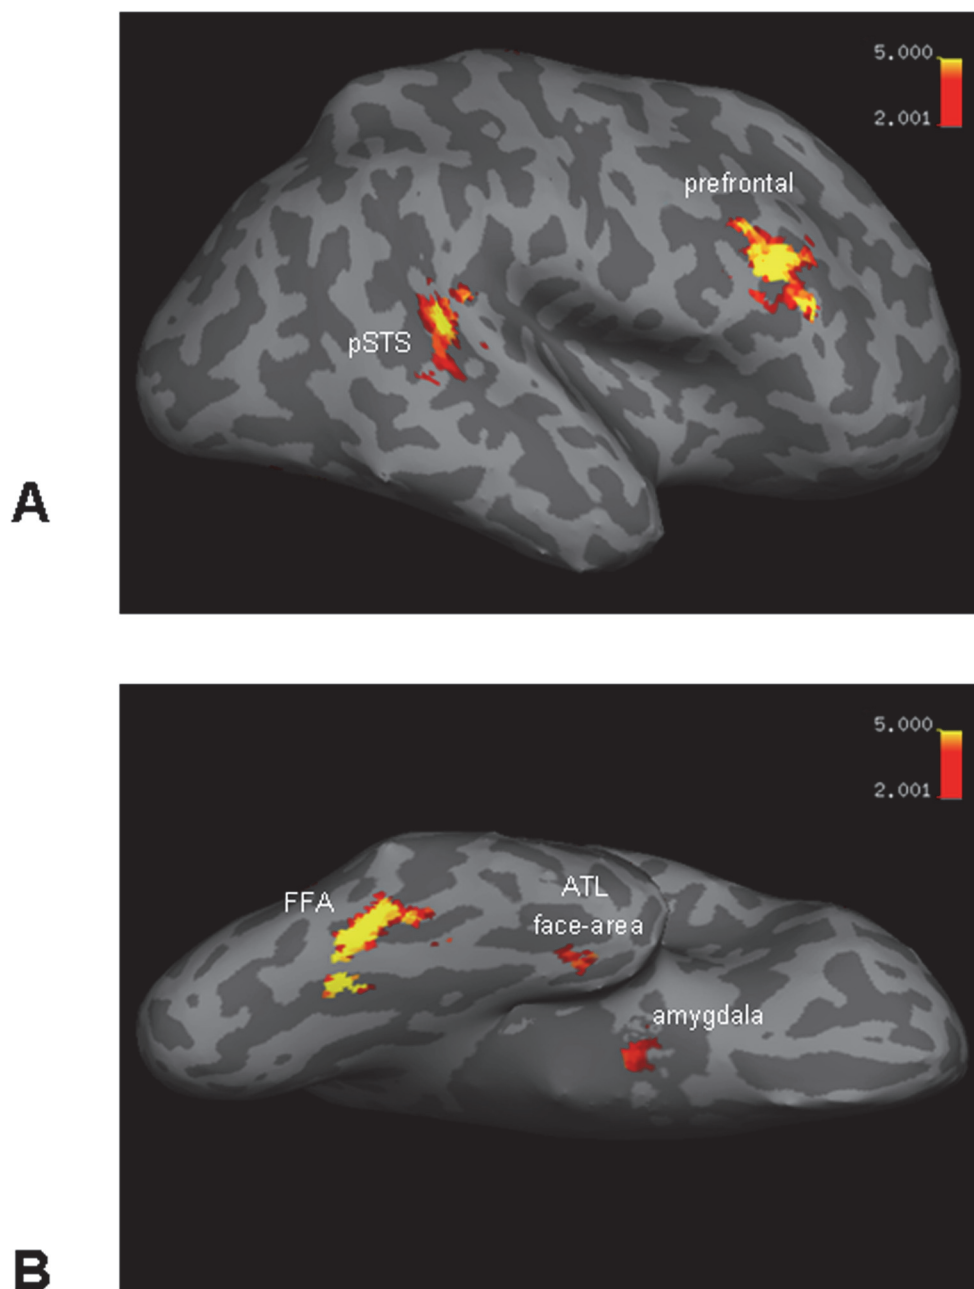 5.000
2.001
prefrontal
pSTS
A
5.000
2.001
FFA
ATL
face-area
amygdala
B